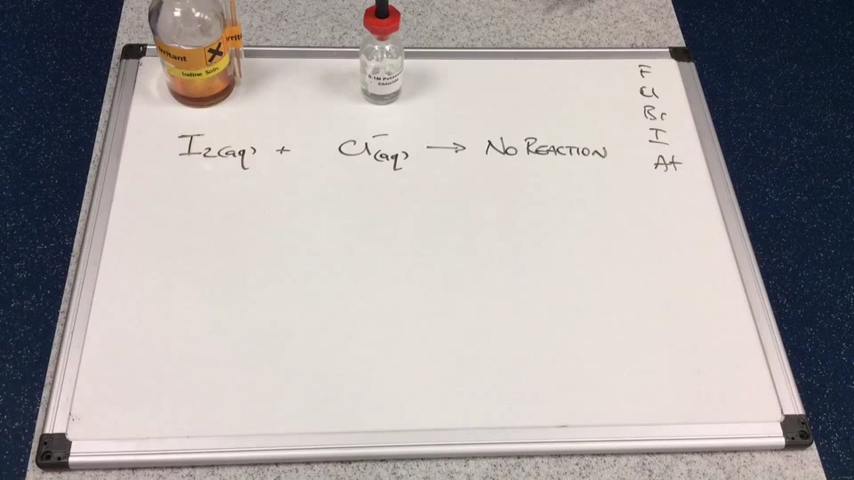 Irritant
Iodine Soln
0.1M Potassium
Chloride
I₂(aq) + Cl⁻(aq) → No REACTION
F
Cl
Br
I
At